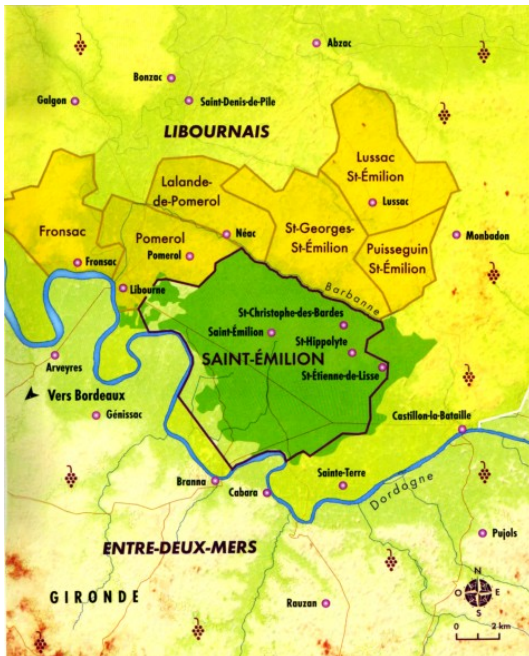 Abzac
Bonzac
Galgon
Saint-Denis-de-Pile
LIBOURNAIS
Lussac
St-Émilion
Lalande-
de-Pomerol
Lussac
Fronsac
Néac
St-Georges-
St-Émilion
Monbadon
Pomerol
Puisseguin
St-Émilion
Fronsac
Pomerol
Libourne
Barbanne
St-Christophe-des-Bardes
Saint-Émilion
St-Hippolyte
SAINT-ÉMILION
St-Étienne-de-Lisse
Arveyres
Vers Bordeaux
Génissac
Castillon-la-Bataille
Branna
Cabara
Sainte-Terre
Dordogne
Pujols
ENTRE-DEUX-MERS
GIRONDE
Rauzan
N
O
E
S
0 2 km